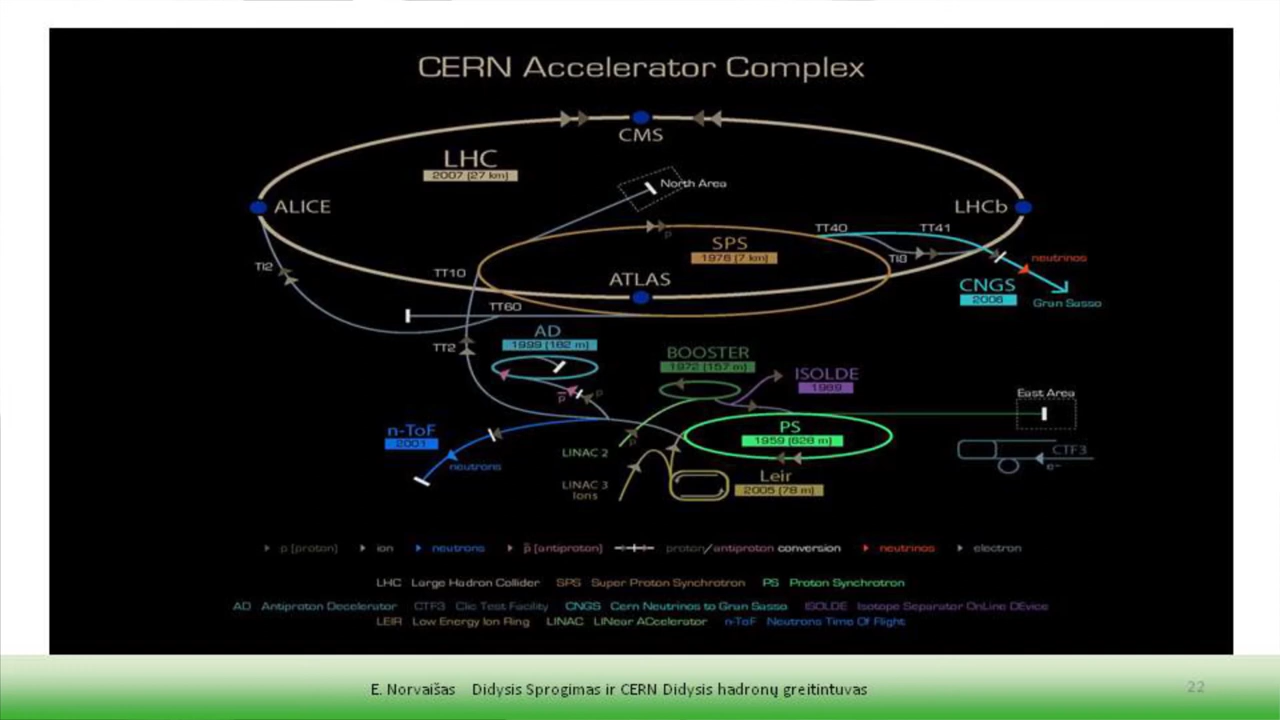 CERN Accelerator Complex
CMS
LHC
2007 (27 km)
North Area
ALICE
LHCb
TT40
TT41
SPS
1976 (7 km)
p
TI8
neutrinos
TI2
TT10
ATLAS
CNGS
2006
Gran Sasso
TT60
AD
1999 (182 m)
TT2
BOOSTER
1972 (157 m)
ISOLDE
1989
p̅
p
East Area
n-ToF
2001
PS
1959 (628 m)
LINAC 2
p
neutrons
CTF3
e-
LINAC 3
Ions
Leir
2005 (78 m)
p [proton] ion neutrons p̅ [antiproton] proton/antiproton conversion neutrinos electron
LHC Large Hadron Collider SPS Super Proton Synchrotron PS Proton Synchrotron
AD Antiproton Decelerator CTF3 Clic Test Facility CNGS Cern Neutrinos to Gran Sasso ISOLDE Isotope Separator OnLine DEvice
LEIR Low Energy Ion Ring LINAC LINear ACcelerator n-ToF Neutrons Time Of Flight
E. Norvaišas Didysis Sprogimas ir CERN Didysis hadronų greitintuvas
22